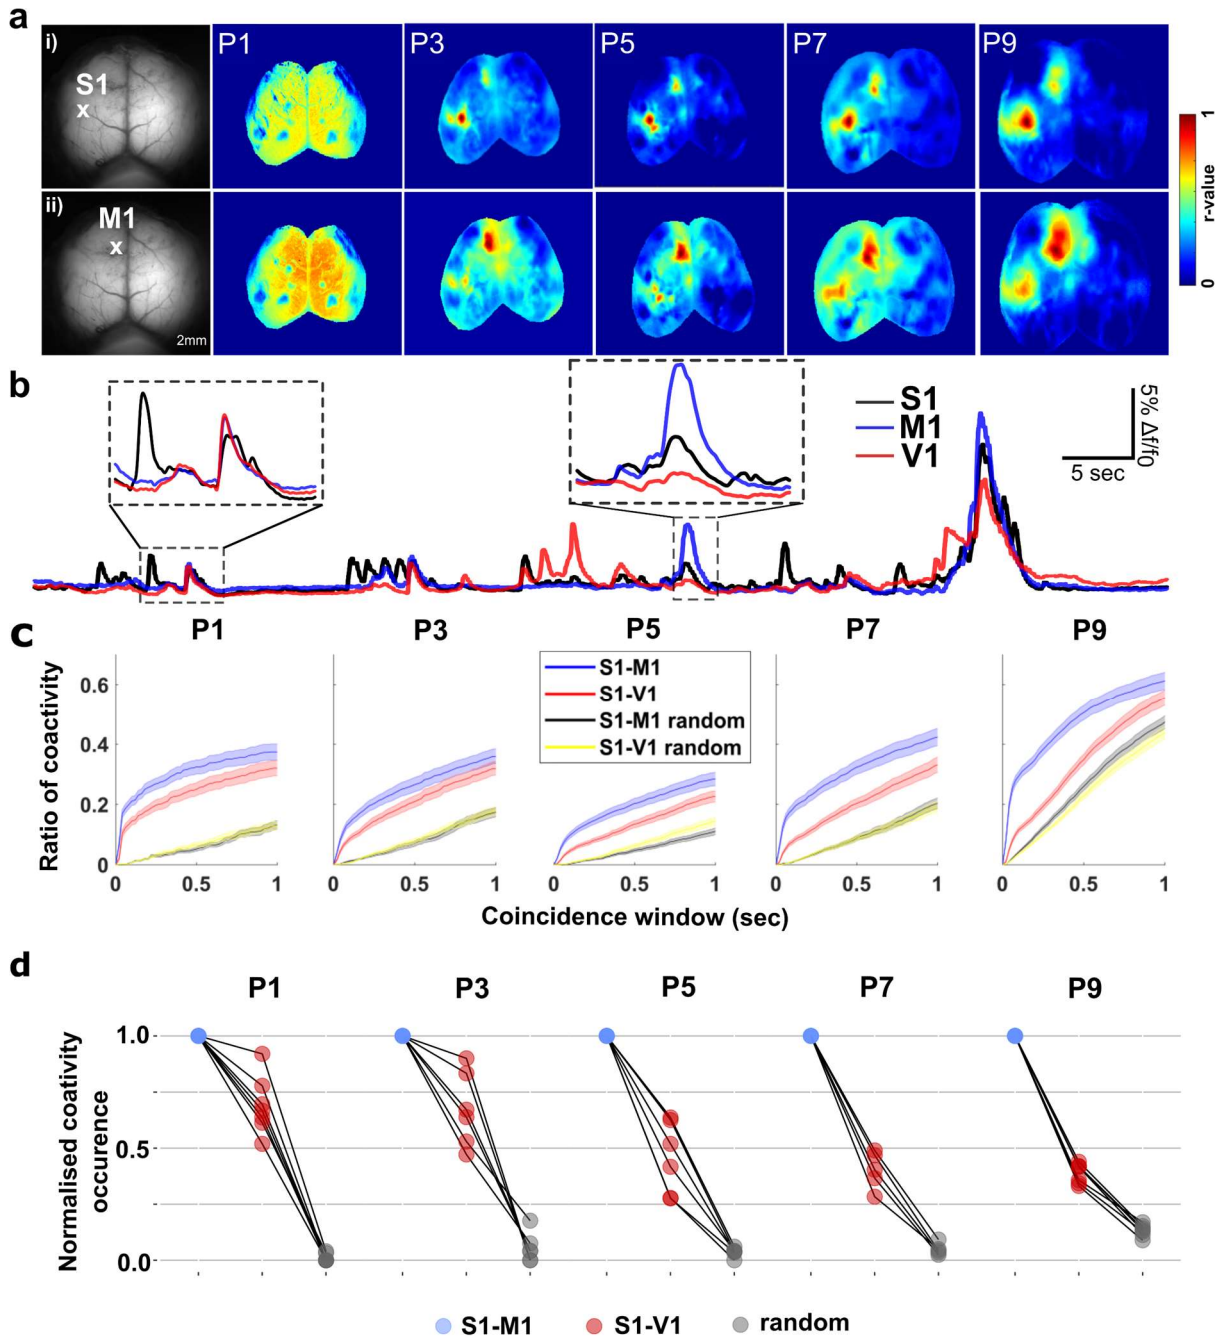 a
i)
S1
x
P1
P3
P5
P7
P9
ii)
M1
x
2mm
1
r-value
0
b
S1
M1
V1
5% Δf/f0
5 sec
c
P1
P3
P5
P7
P9
Ratio of coactivity
0.6
0.4
0.2
0
S1-M1
S1-V1
S1-M1 random
S1-V1 random
0 0.5 1
0 0.5 1
0 0.5 1
0 0.5 1
0 0.5 1
Coincidence window (sec)
d
P1
P3
P5
P7
P9
Normalised coativity
occurence
1.0
0.5
0.0
S1-M1
S1-V1
random